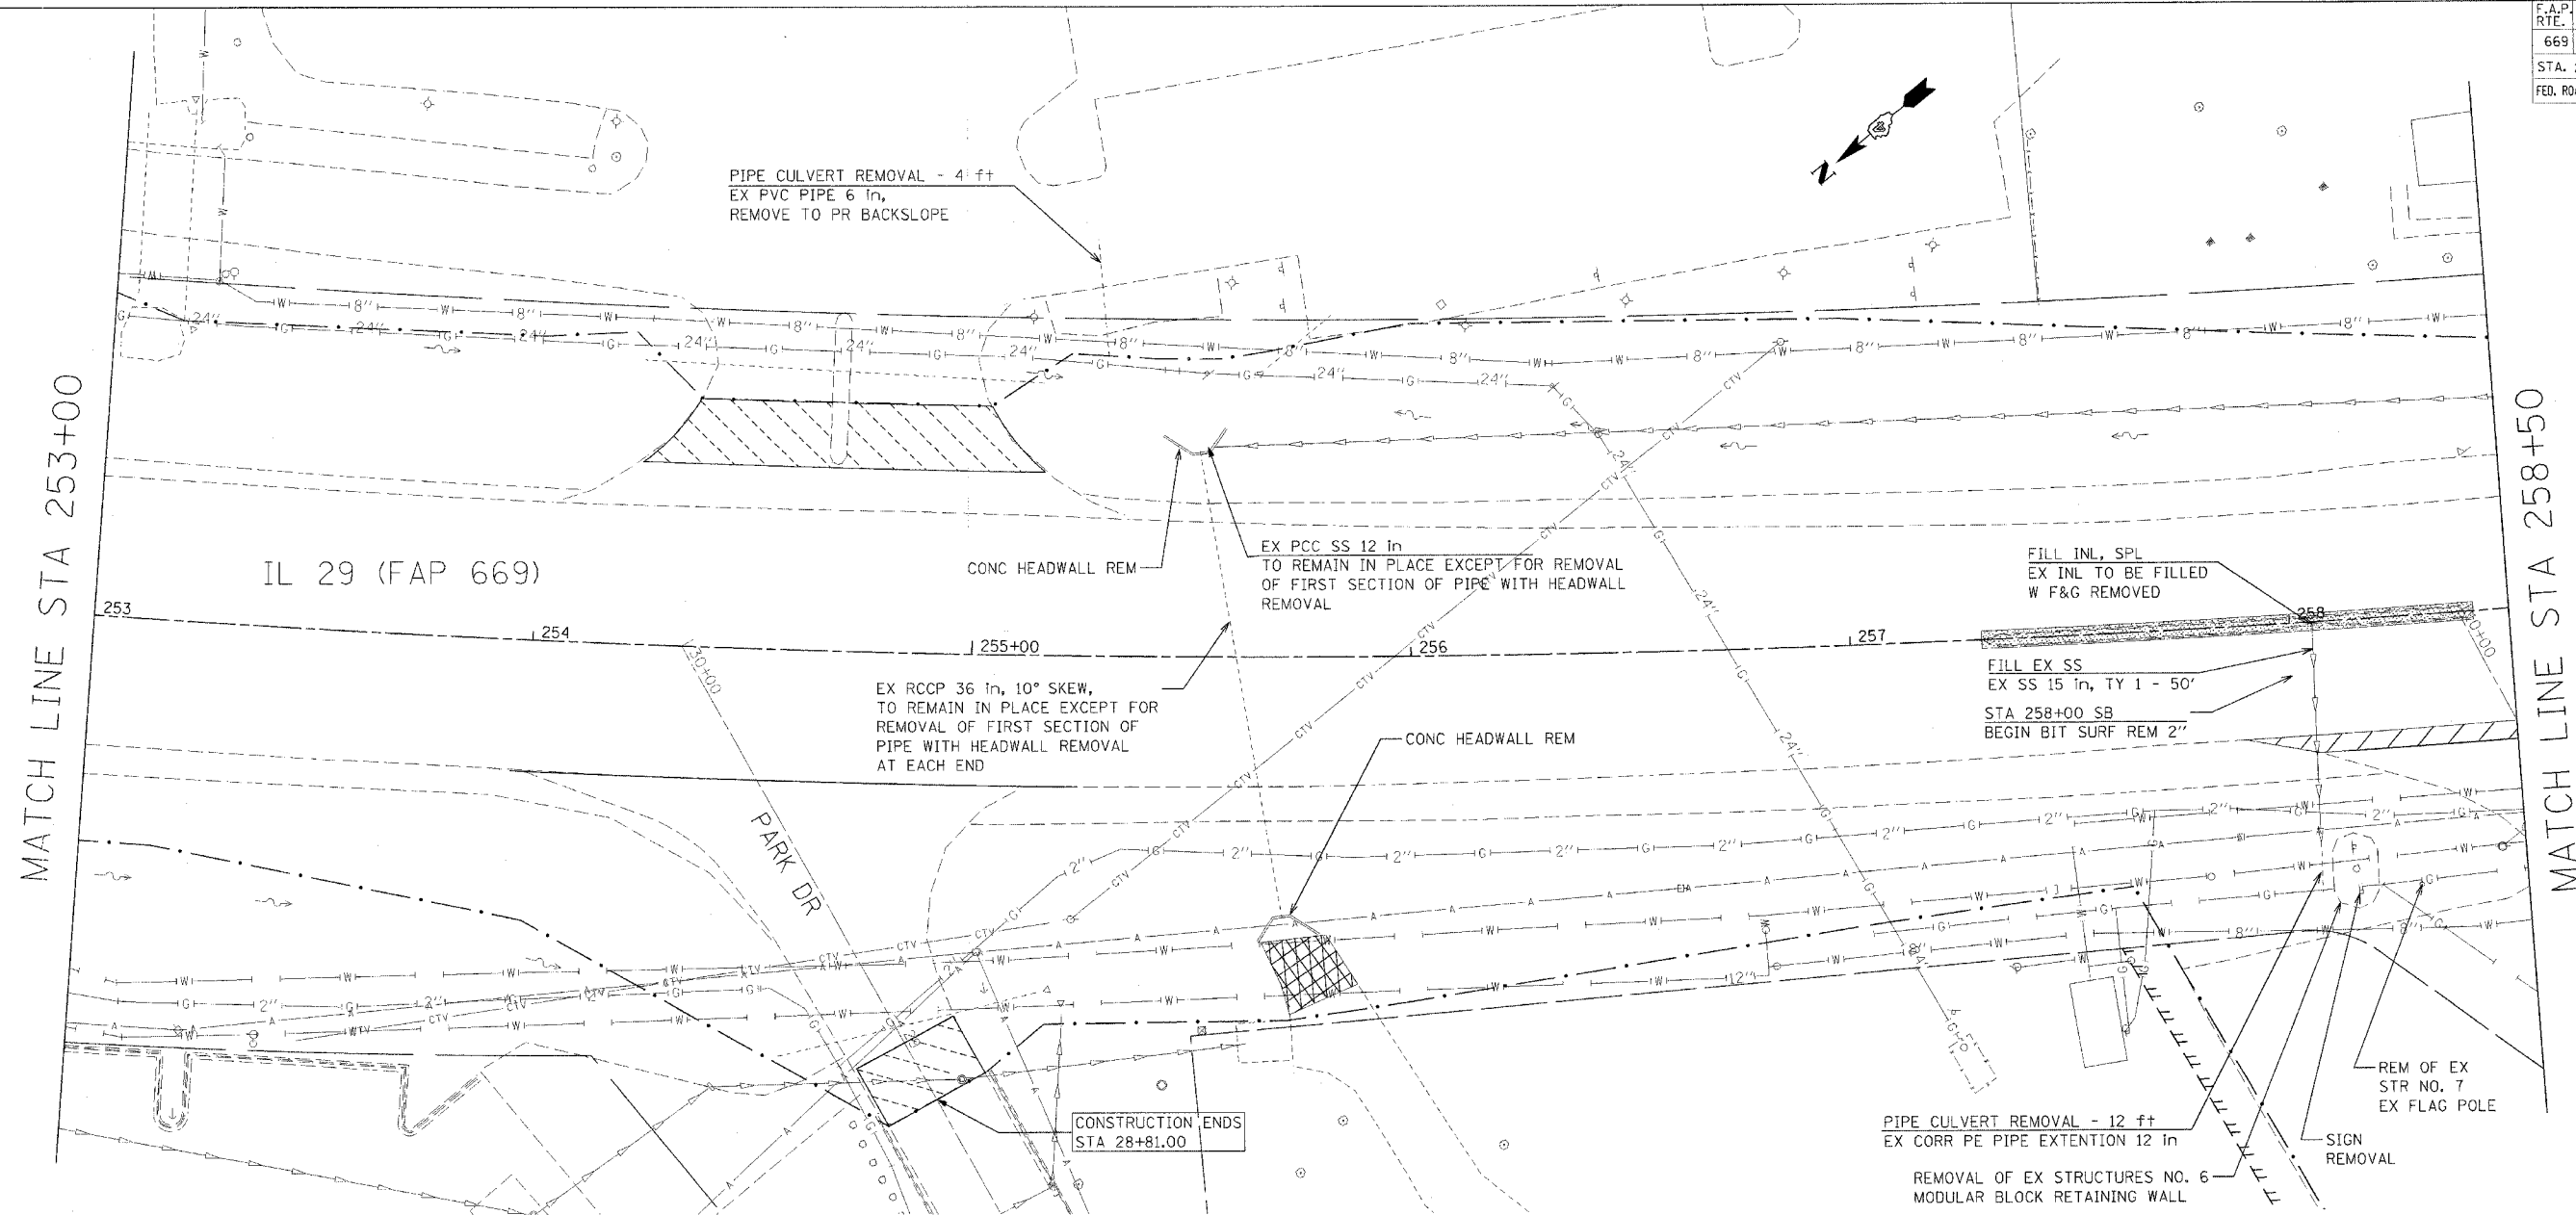 F.A.P.
RTE.
669
STA.
FED. RO
N
PIPE CULVERT REMOVAL - 4 ft
EX PVC PIPE 6 in,
REMOVE TO PR BACKSLOPE
MATCH LINE STA 253+00
MATCH LINE STA 258+50
IL 29 (FAP 669)
CONC HEADWALL REM
EX PCC SS 12 in
TO REMAIN IN PLACE EXCEPT FOR REMOVAL
OF FIRST SECTION OF PIPE WITH HEADWALL
REMOVAL
FILL INL, SPL
EX INL TO BE FILLED
W F&G REMOVED
253
254
255+00
256
257
258
30+00
0+00
EX RCCP 36 in, 10° SKEW,
TO REMAIN IN PLACE EXCEPT FOR
REMOVAL OF FIRST SECTION OF
PIPE WITH HEADWALL REMOVAL
AT EACH END
FILL EX SS
EX SS 15 in, TY 1 - 50'
STA 258+00 SB
BEGIN BIT SURF REM 2"
CONC HEADWALL REM
PARK DR
CONSTRUCTION ENDS
STA 28+81.00
PIPE CULVERT REMOVAL - 12 ft
EX CORR PE PIPE EXTENTION 12 in
REMOVAL OF EX STRUCTURES NO. 6
MODULAR BLOCK RETAINING WALL
SIGN
REMOVAL
REM OF EX
STR NO. 7
EX FLAG POLE